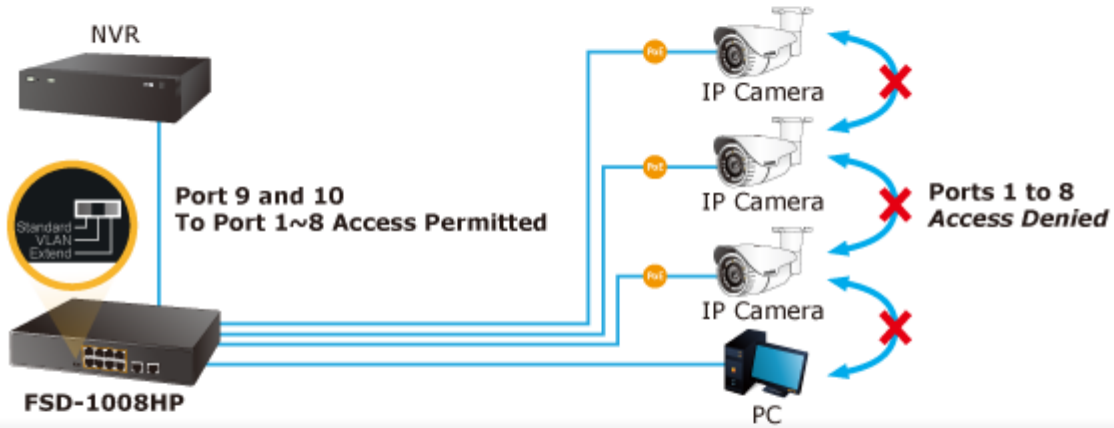 NVR
PoE
IP Camera
Port 9 and 10
To Port 1~8 Access Permitted
PoE
IP Camera
Ports 1 to 8
Access Denied
Standard
VLAN
Extend
PoE
IP Camera
FSD-1008HP
PC